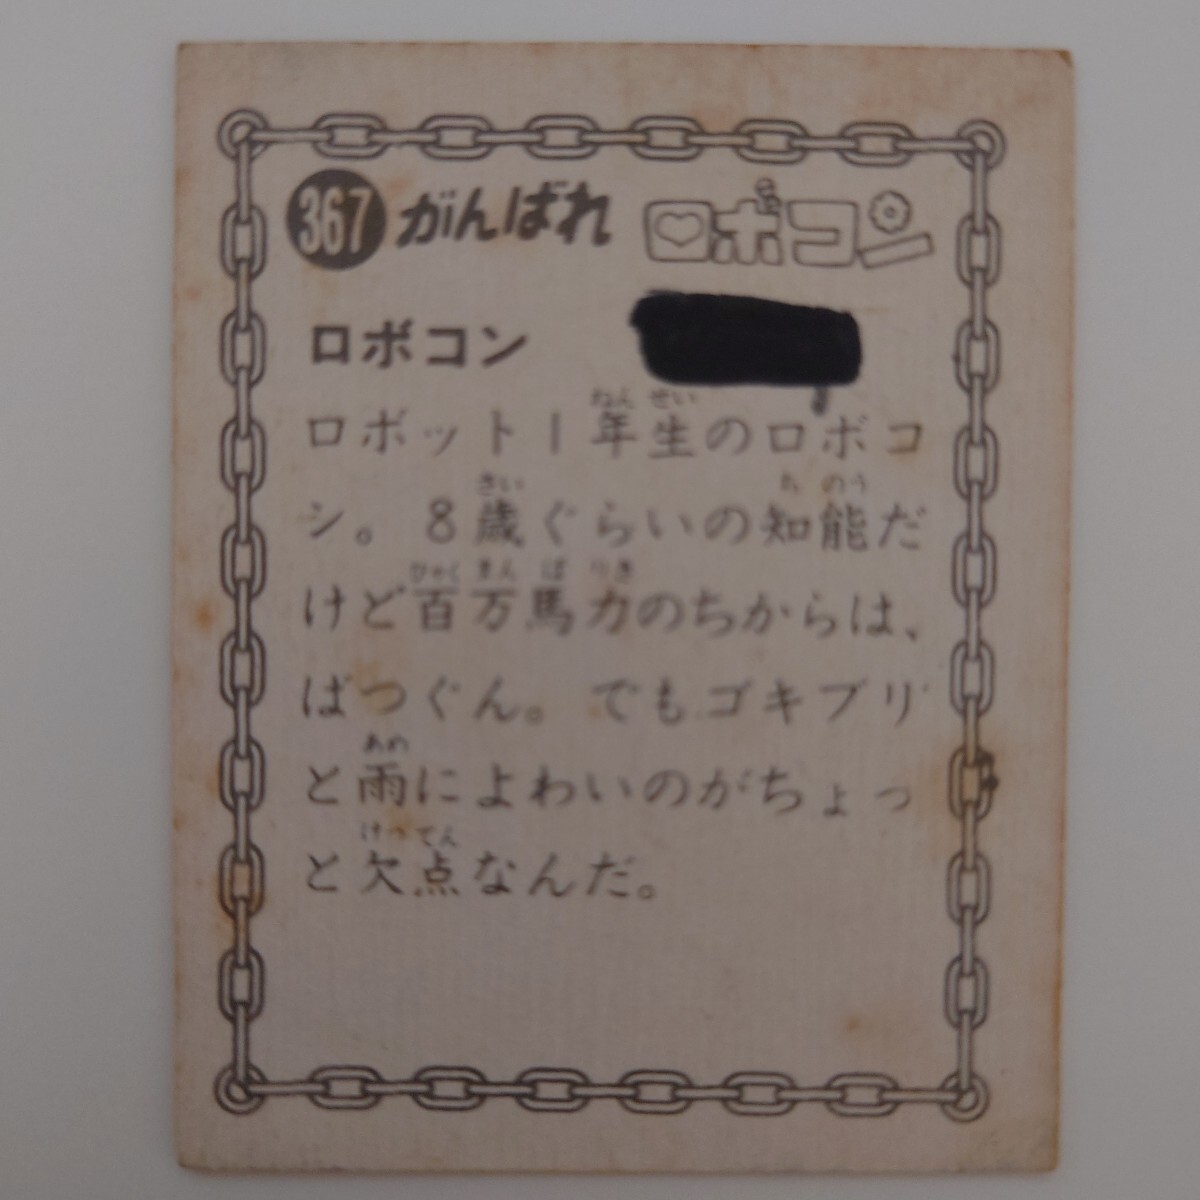 367 がんばれ ロボコン
ロボコン
ロボット1年生のロボコ
ン。8歳ぐらいの知能だ
けど百万馬力のちからは、
ばつぐん。でもゴキブリ
と雨によわいのがちょっ
と欠点なんだ。